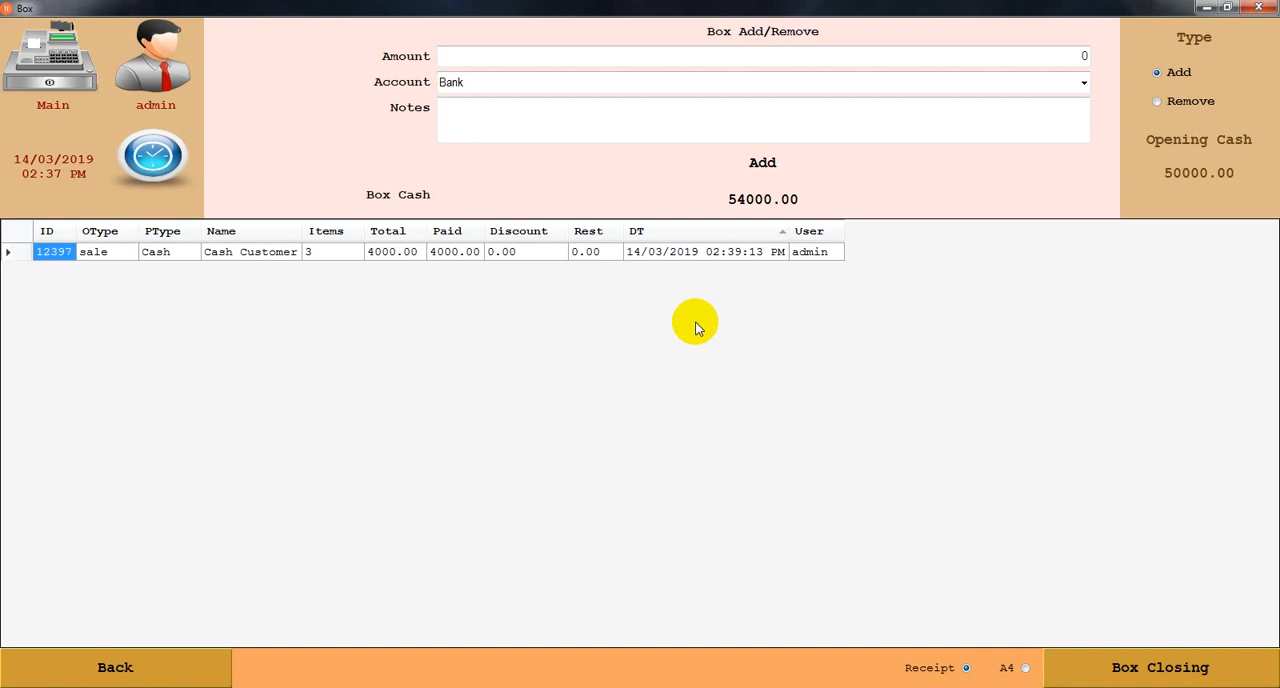 Box
Main
admin
14/03/2019
02:37 PM
Box Add/Remove
Amount 0
Account Bank
Notes
Add
Box Cash 54000.00
Type
Add
Remove
Opening Cash
50000.00
ID OType PType Name Items Total Paid Discount Rest DT User
12397 sale Cash Cash Customer 3 4000.00 4000.00 0.00 0.00 14/03/2019 02:39:13 PM admin
Back Receipt A4 Box Closing